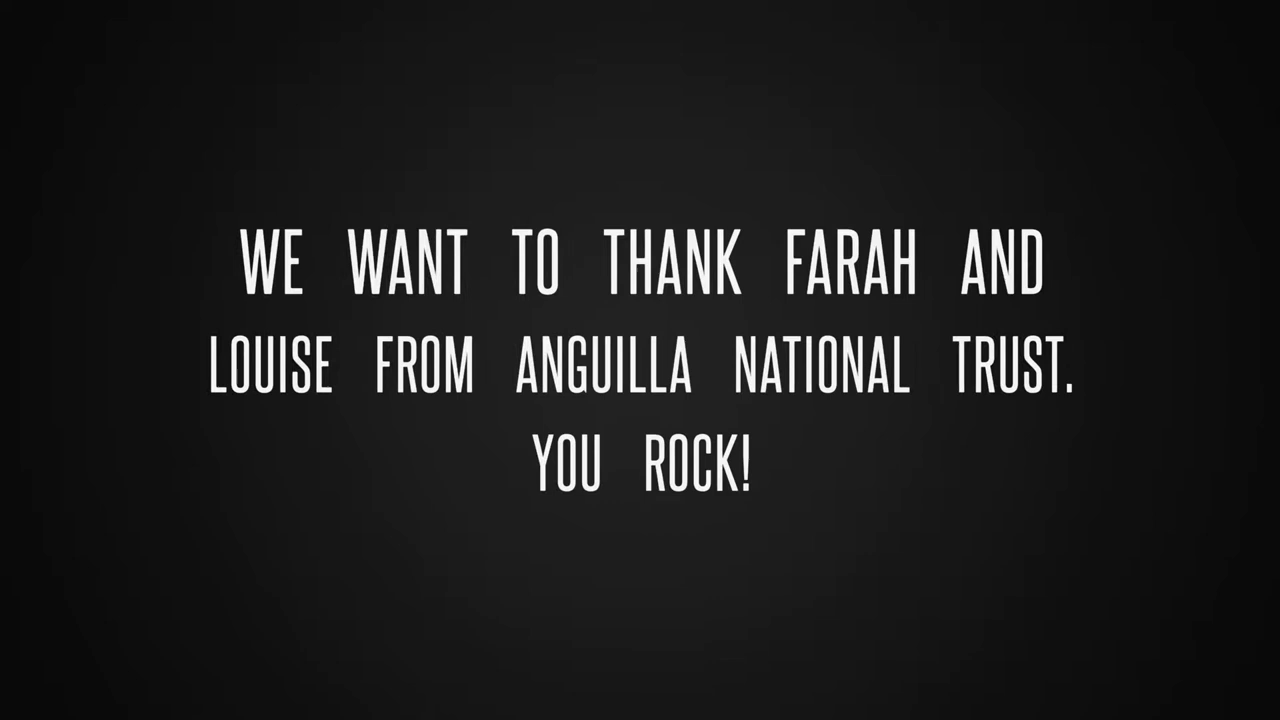 WE WANT TO THANK FARAH AND
LOUISE FROM ANGUILLA NATIONAL TRUST.
YOU ROCK!